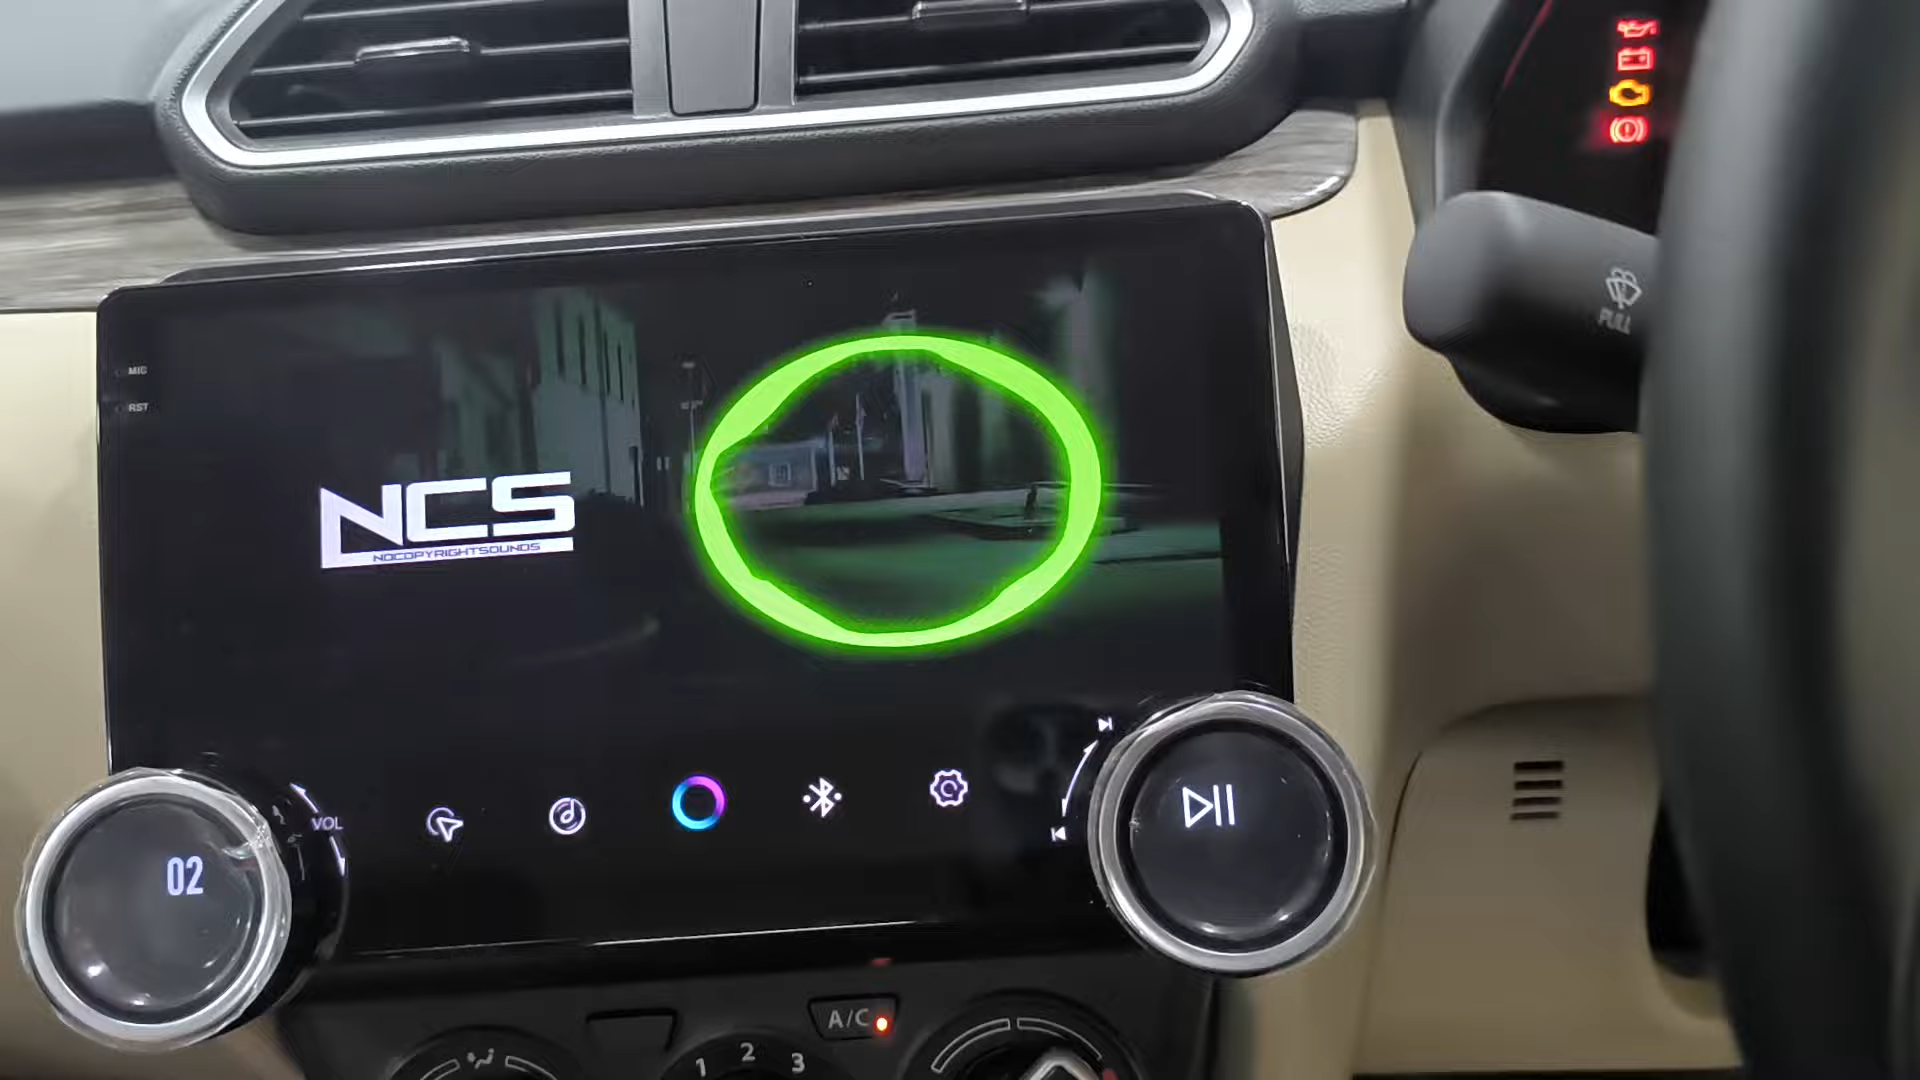 PULL
MIC
RST
NCS
NOCOPYRIGHTSOUNDS
VOL
02
A/C
1 2 3